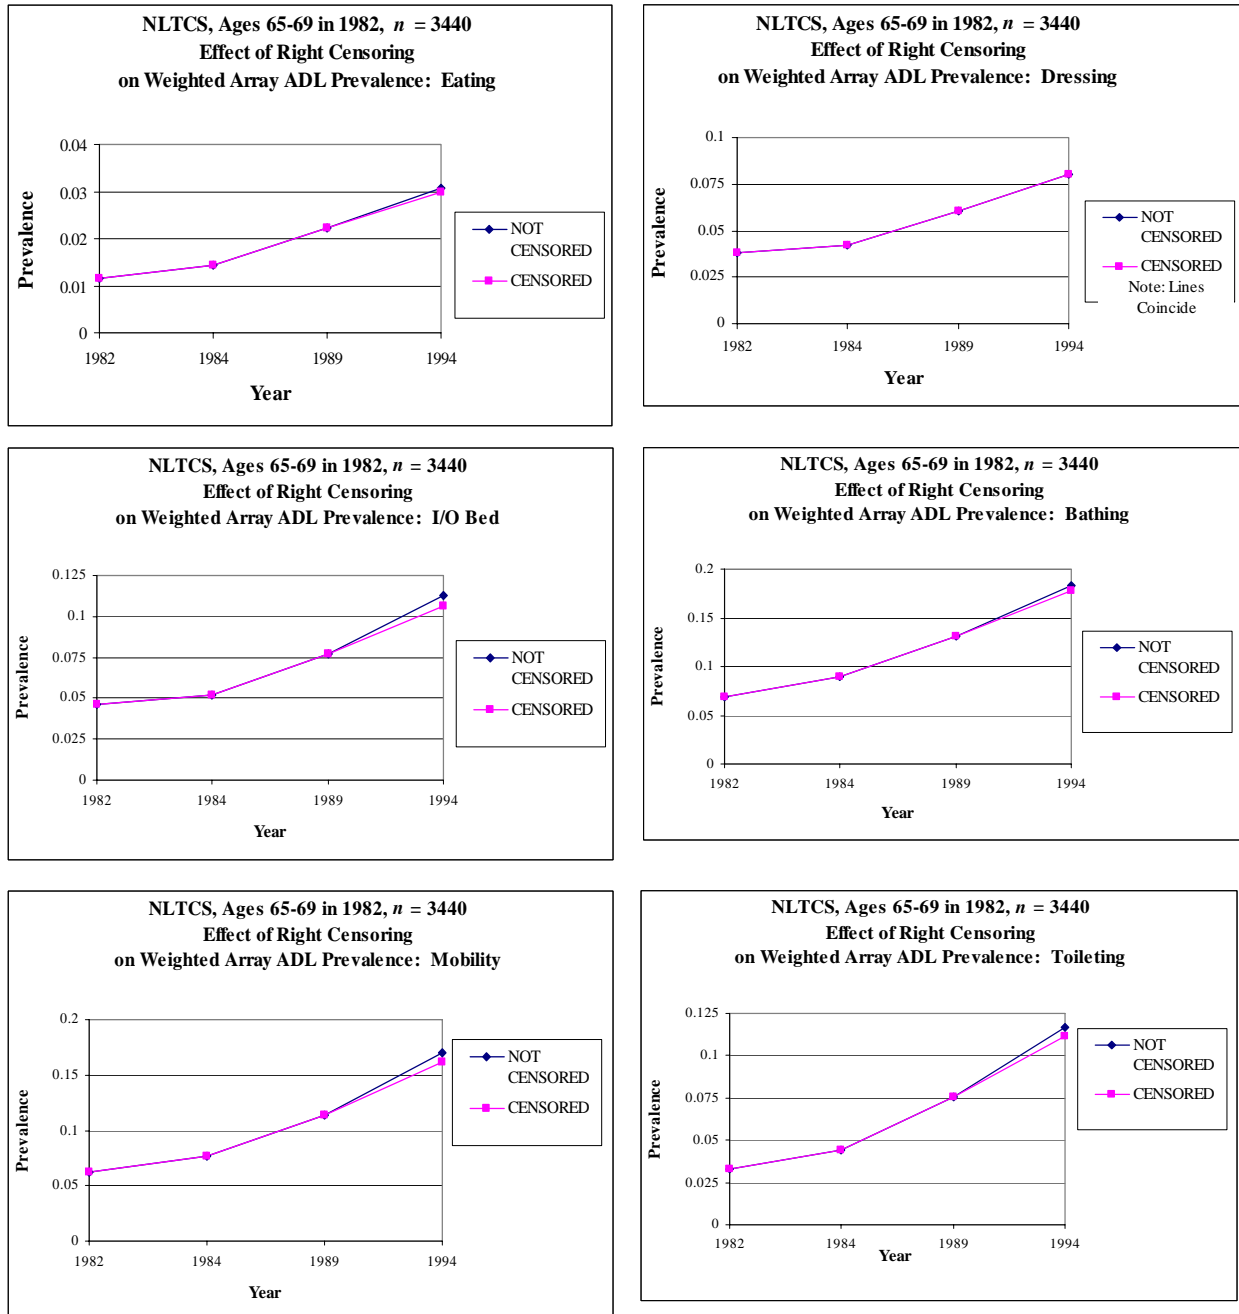 NLTCS, Ages 65-69 in 1982, n = 3440
Effect of Right Censoring
on Weighted Array ADL Prevalence: Eating
0.04
0.03
0.02
0.01
0
Prevalence
1982
1984
1989
1994
Year
NOT
CENSORED
CENSORED
NLTCS, Ages 65-69 in 1982, n = 3440
Effect of Right Censoring
on Weighted Array ADL Prevalence: Dressing
0.1
0.075
0.05
0.025
0
Prevalence
1982
1984
1989
1994
Year
NOT
CENSORED
CENSORED
Note: Lines
Coincide
NLTCS, Ages 65-69 in 1982, n = 3440
Effect of Right Censoring
on Weighted Array ADL Prevalence: I/O Bed
0.125
0.1
0.075
0.05
0.025
0
Prevalence
1982
1984
1989
1994
Year
NOT
CENSORED
CENSORED
NLTCS, Ages 65-69 in 1982, n = 3440
Effect of Right Censoring
on Weighted Array ADL Prevalence: Bathing
0.2
0.15
0.1
0.05
0
Prevalence
1982
1984
1989
1994
Year
NOT
CENSORED
CENSORED
NLTCS, Ages 65-69 in 1982, n = 3440
Effect of Right Censoring
on Weighted Array ADL Prevalence: Mobility
0.2
0.15
0.1
0.05
0
Prevalence
1982
1984
1989
1994
Year
NOT
CENSORED
CENSORED
NLTCS, Ages 65-69 in 1982, n = 3440
Effect of Right Censoring
on Weighted Array ADL Prevalence: Toileting
0.125
0.1
0.075
0.05
0.025
0
Prevalence
1982
1984
1989
1994
Year
NOT
CENSORED
CENSORED